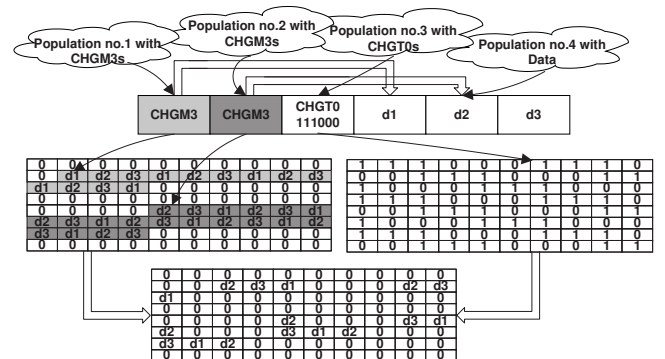 Population no.1 with CHGM3s
Population no.2 with CHGM3s
Population no.3 with CHGT0s
Population no.4 with Data
CHGM3 CHGM3 CHGT0 111000 d1 d2 d3
0 0 0 0 0 0 0 0 0 0
0 d1 d2 d3 d1 d2 d3 d1 d2 d3
d1 d2 d3 d1 0 0 0 0 0 0
0 0 0 0 0 0 0 0 0 0
0 0 0 0 d2 d3 d1 d2 d3 d1
d2 d3 d1 d2 d3 d1 d2 d3 d1 d2
d3 d1 d2 d3 0 0 0 0 0 0
0 0 0 0 0 0 0 0 0 0
1 1 1 0 0 0 1 1 1 0
0 0 1 1 1 0 0 0 1 1
1 0 0 0 1 1 1 0 0 0
1 1 1 0 0 0 1 1 1 0
0 0 1 1 1 0 0 0 1 1
1 0 0 0 1 1 1 0 0 0
1 1 1 0 0 0 1 1 1 0
0 0 1 1 1 0 0 0 1 1
0 0 0 0 0 0 0 0 0 0
0 0 d2 d3 d1 0 0 0 d2 d3
d1 0 0 0 0 0 0 0 0 0
0 0 0 0 0 0 0 0 0 0
0 0 0 0 d2 0 0 0 d3 d1
d2 0 0 0 d3 d1 d2 0 0 0
d3 d1 d2 0 0 0 0 0 0 0
0 0 0 0 0 0 0 0 0 0